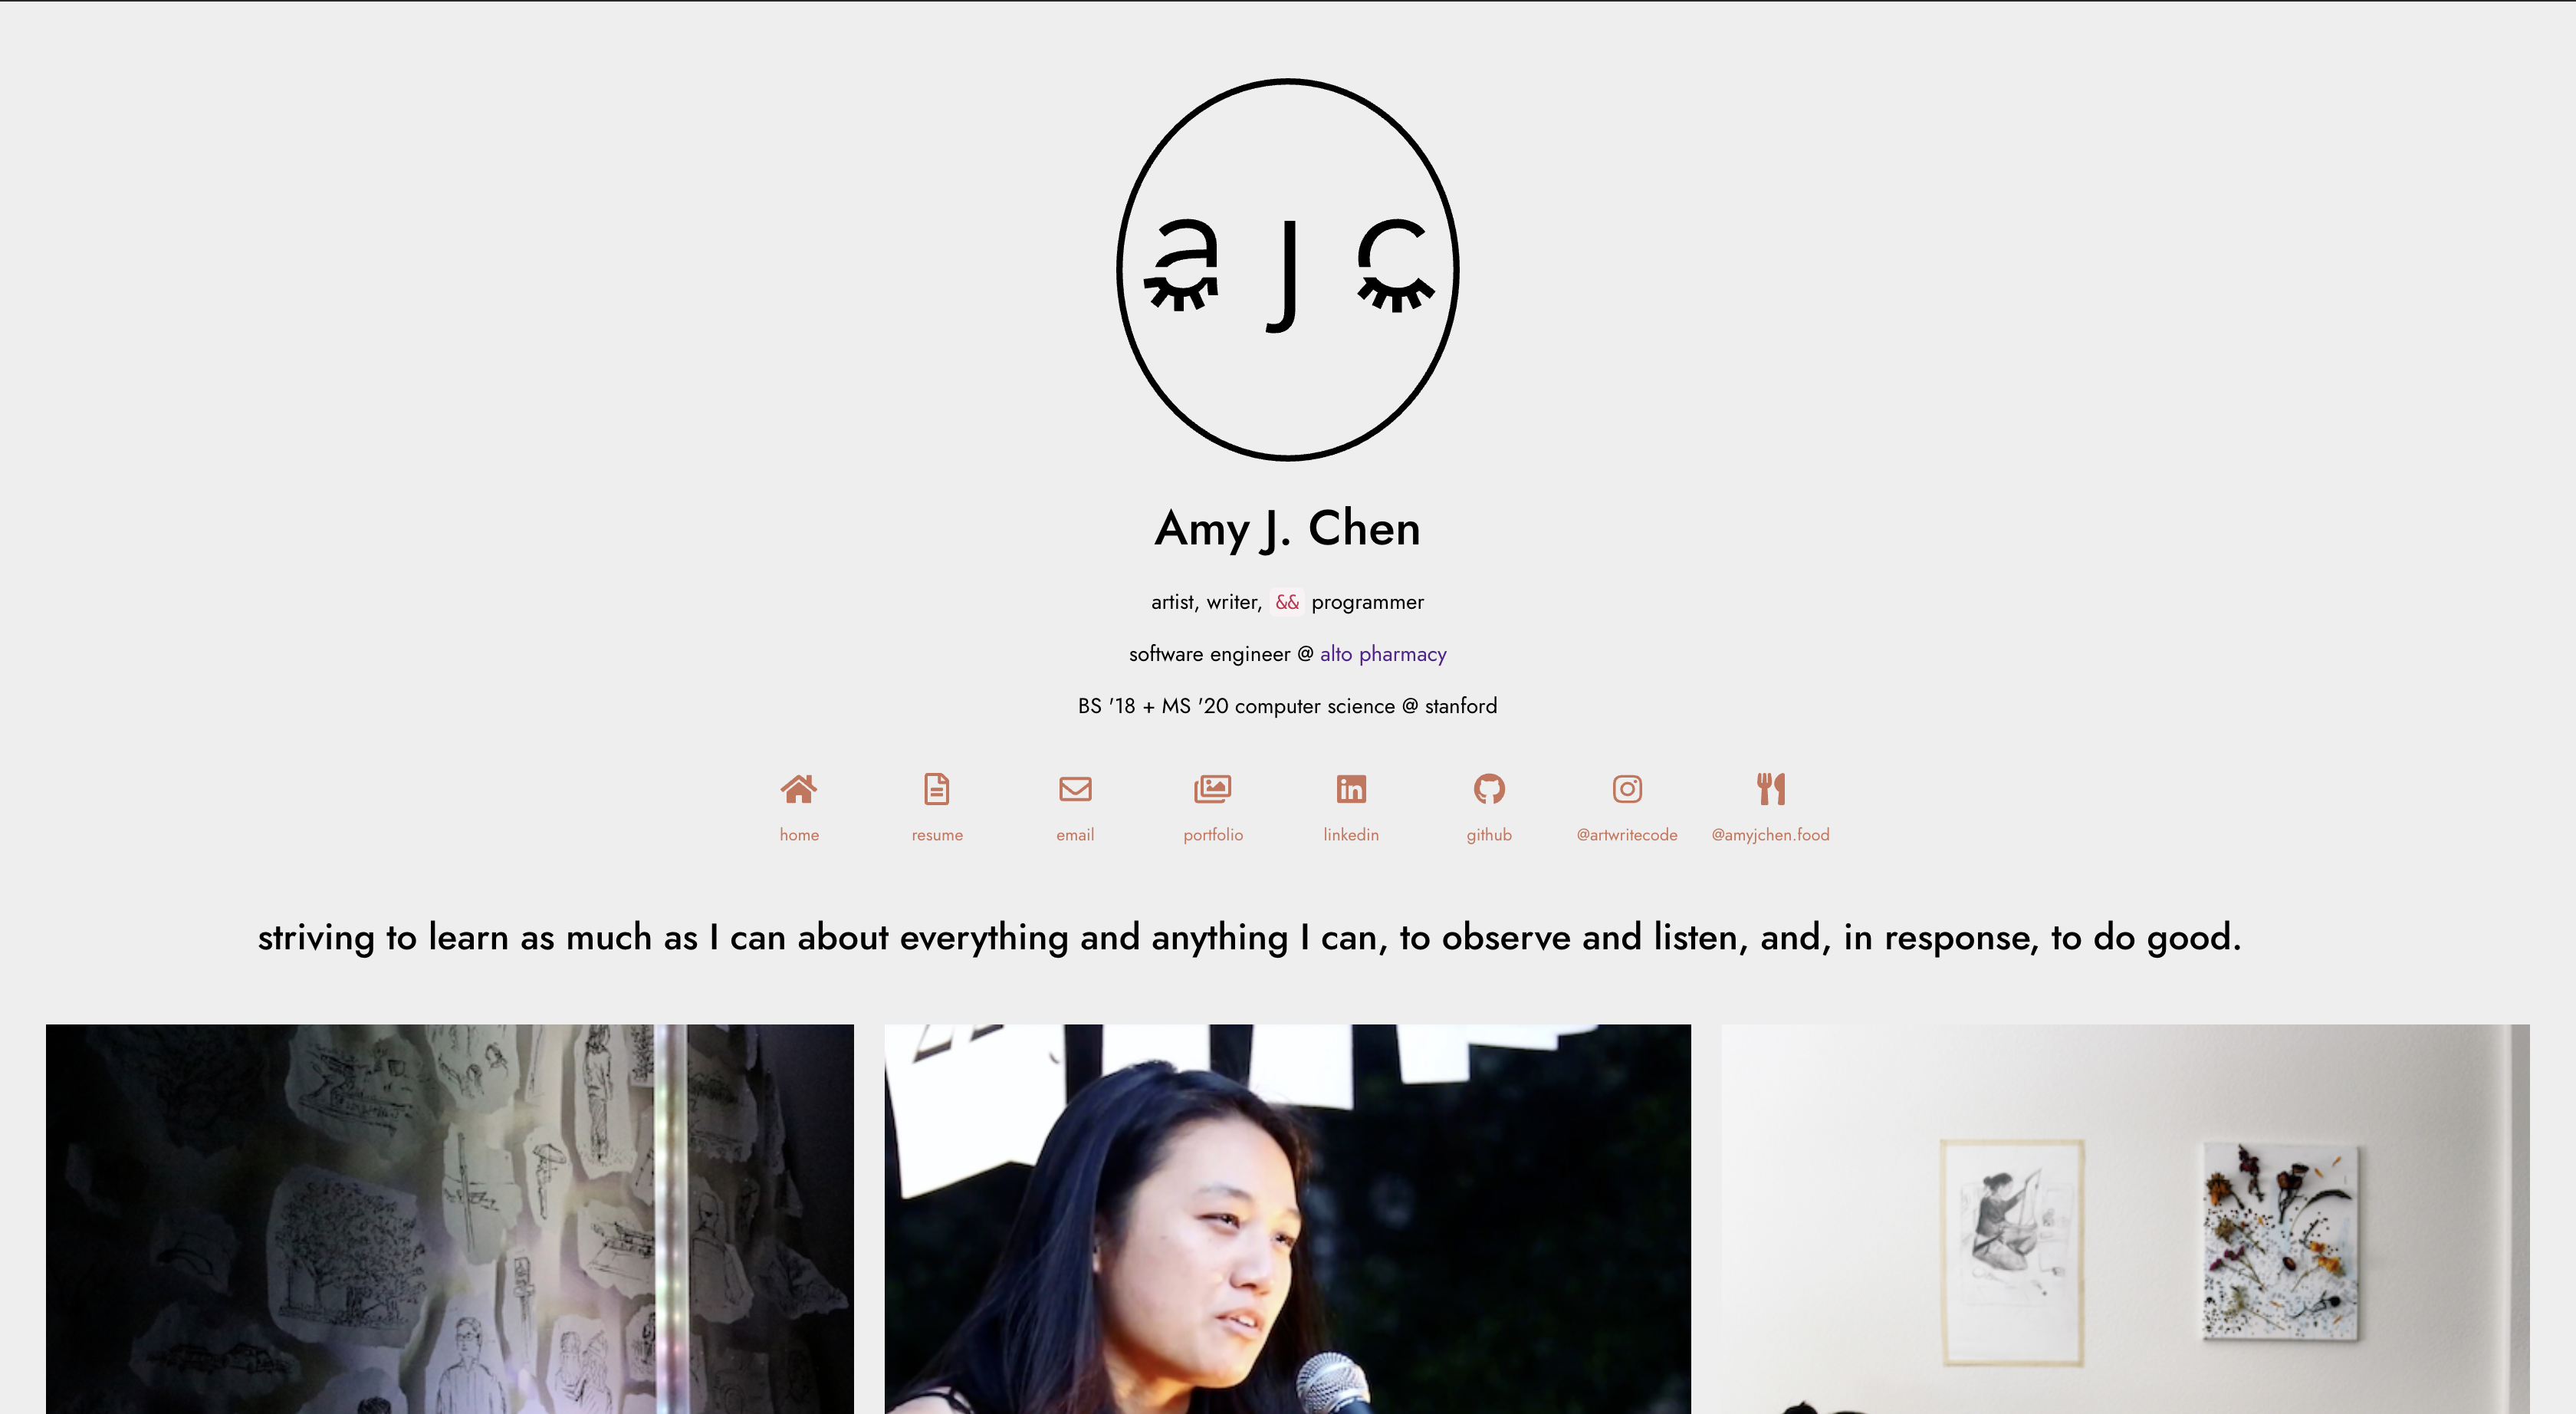 aJc
Amy J. Chen
artist, writer, && programmer
software engineer @ alto pharmacy
BS '18 + MS '20 computer science @ stanford
home resume email portfolio linkedin github @artwritecode @amyjchen.food
striving to learn as much as I can about everything and anything I can, to observe and listen, and, in response, to do good.